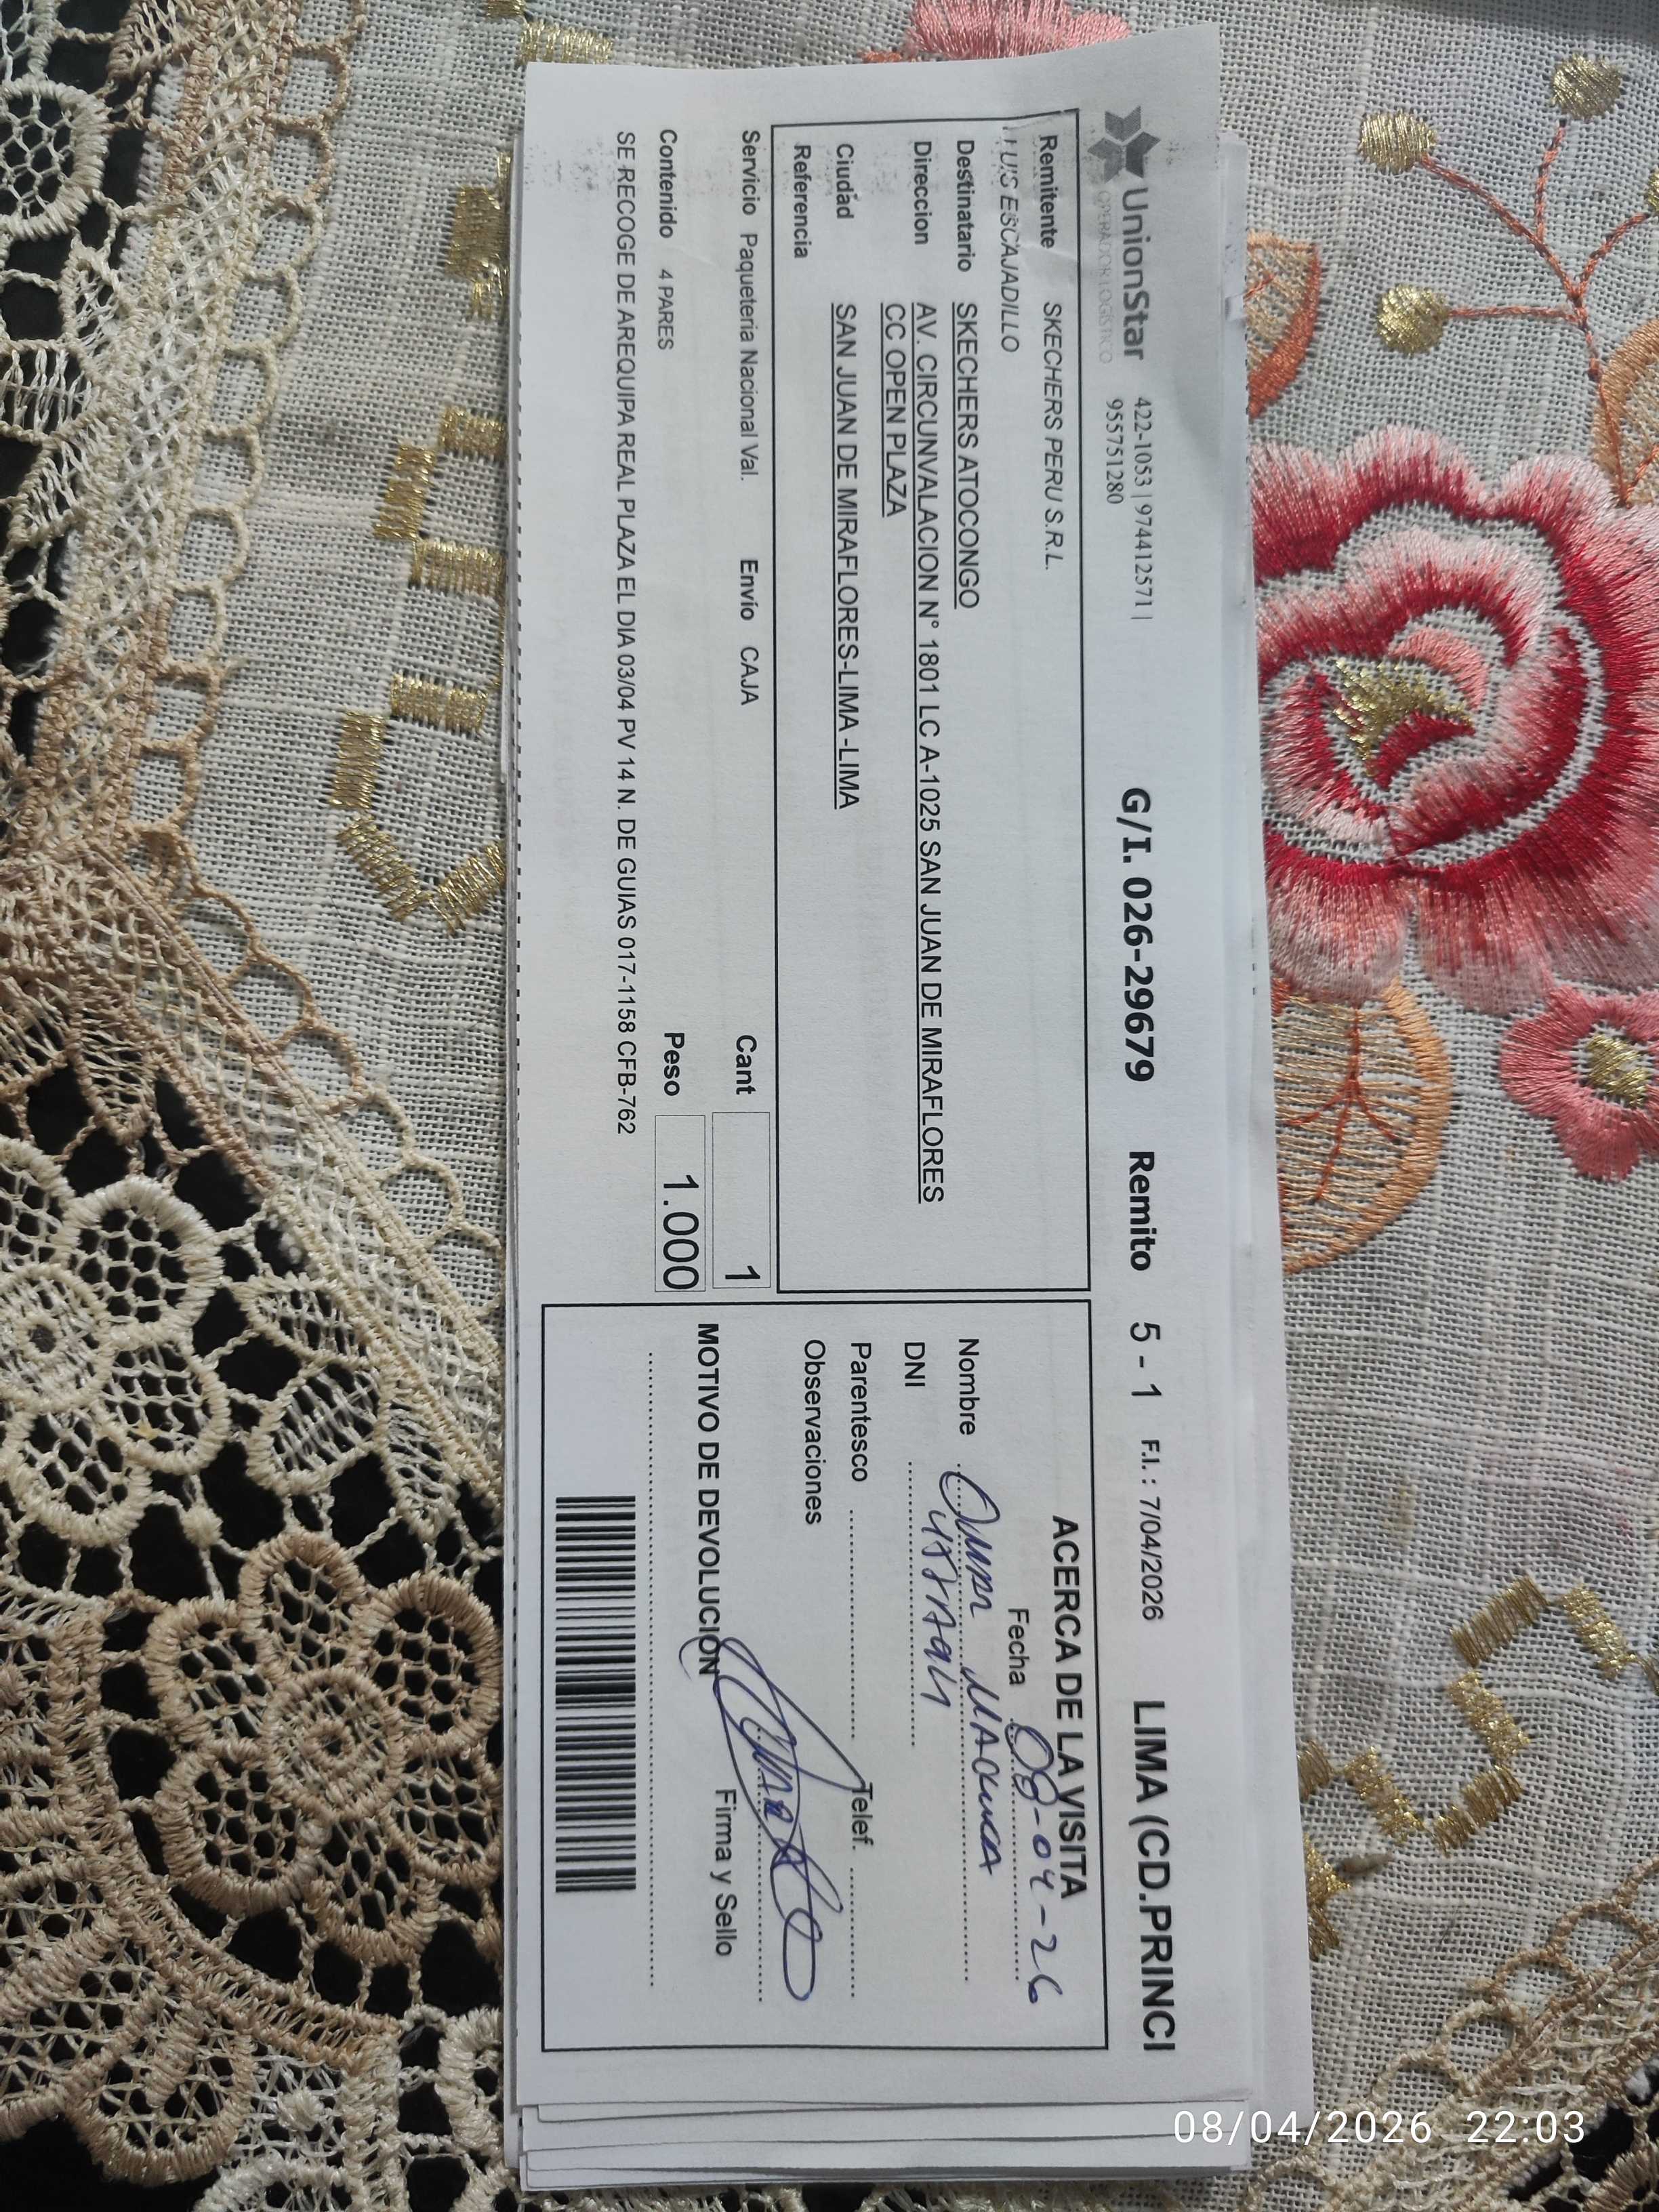 UnionStar
OPERADOR LOGISTICO
422-1053 | 974412571 |
955751280
G/I. 026-29679 Remito 5 - 1 F.I. : 7/04/2026 LIMA (CD.PRINCI
Remitente SKECHERS PERU S.R.L.
LUIS ESCAJADILLO
Destinatario SKECHERS ATOCONGO
Direccion AV. CIRCUNVALACION N° 1801 LC A-1025 SAN JUAN DE MIRAFLORES
CC OPEN PLAZA
Ciudad SAN JUAN DE MIRAFLORES-LIMA -LIMA
Referencia
Servicio Paqueteria Nacional Val. Envío CAJA Cant 1
Contenido 4 PARES Peso 1.000
SE RECOGE DE AREQUIPA REAL PLAZA EL DIA 03/04 PV 14 N. DE GUIAS 017-1158 CFB-762
ACERCA DE LA VISITA
Fecha 08-04-26
Nombre Omar
DNI
Parentesco Telef.
Observaciones
Firma y Sello
MOTIVO DE DEVOLUCION
08/04/2026 22:03